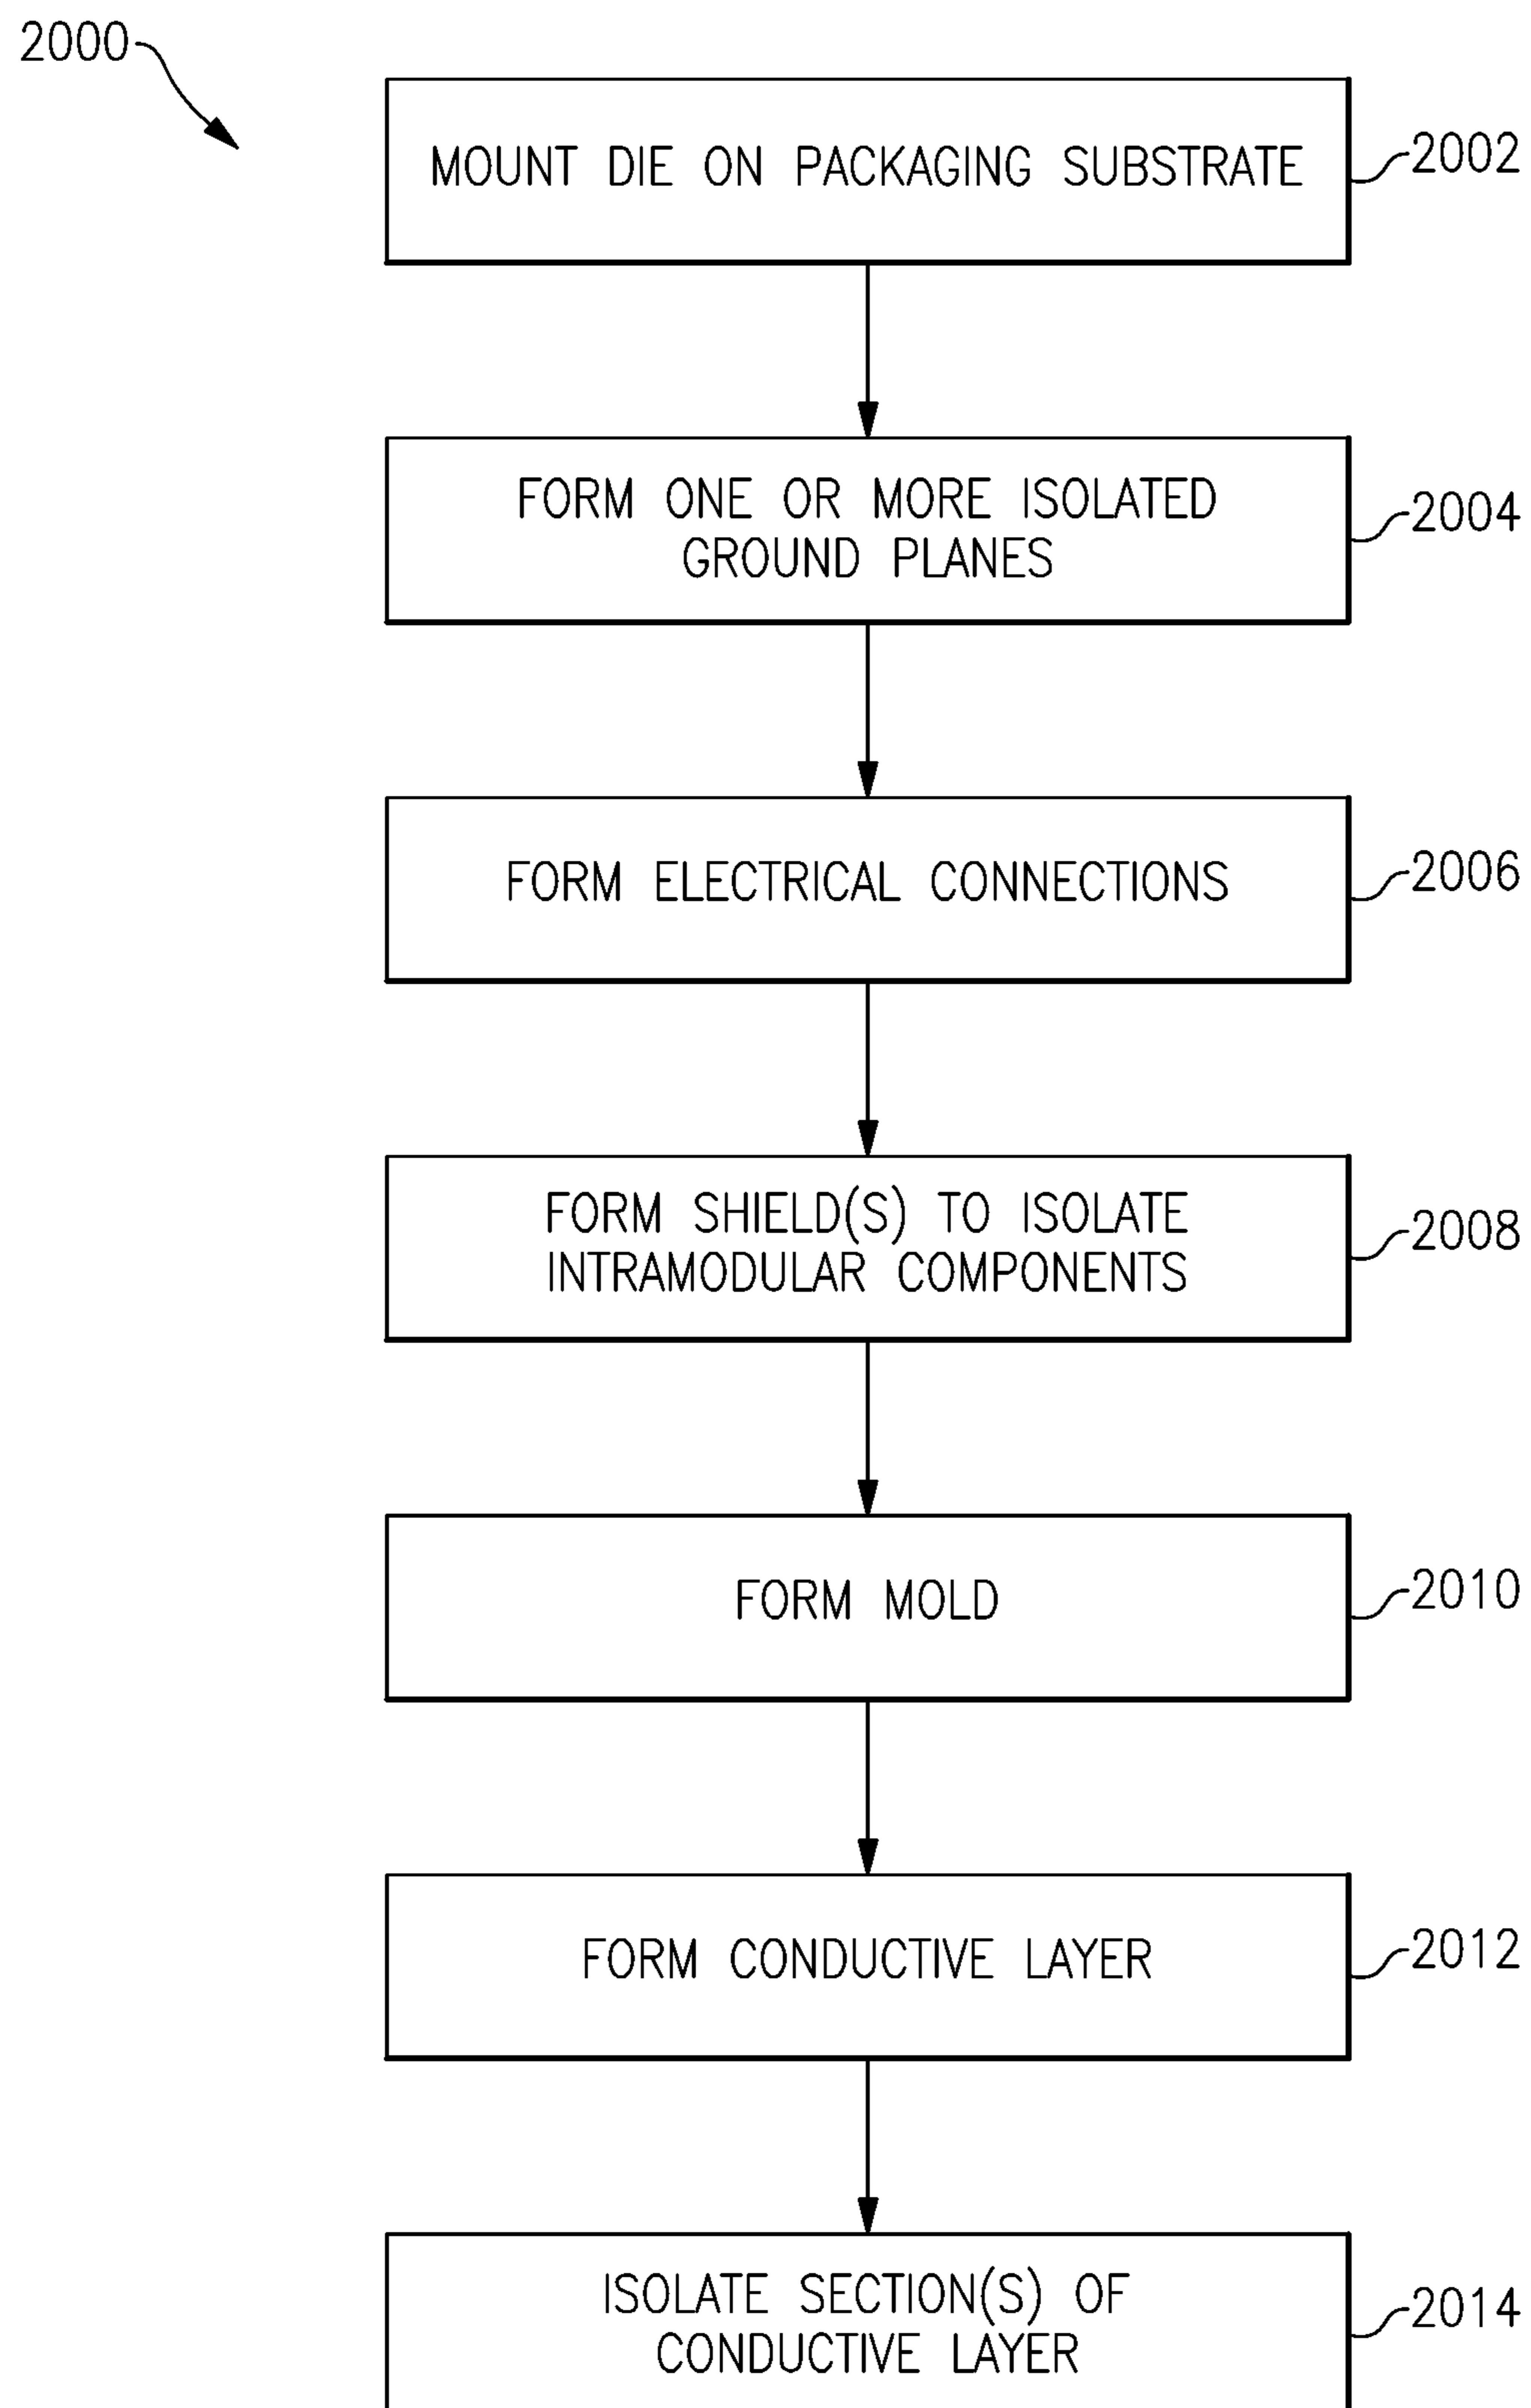 2000
MOUNT DIE ON PACKAGING SUBSTRATE
2002
FORM ONE OR MORE ISOLATED
GROUND PLANES
2004
FORM ELECTRICAL CONNECTIONS
2006
FORM SHIELD(S) TO ISOLATE
INTRAMODULAR COMPONENTS
2008
FORM MOLD
2010
FORM CONDUCTIVE LAYER
2012
ISOLATE SECTION(S) OF
CONDUCTIVE LAYER
2014